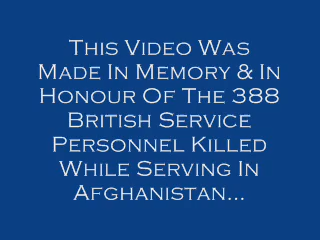 This Video Was
Made In Memory & In
Honour Of The 388
British Service
Personnel Killed
While Serving In
Afghanistan...